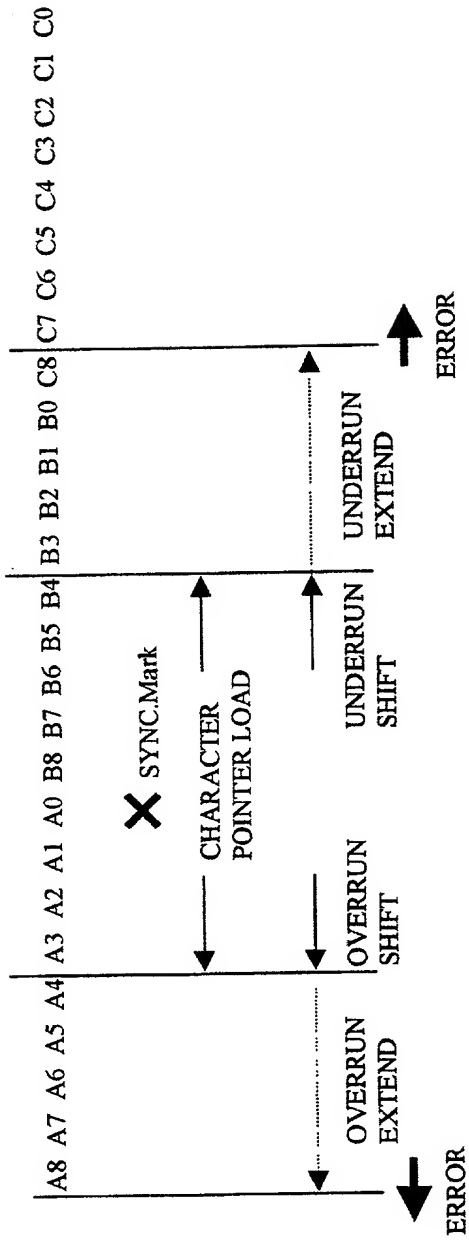 A8 A7 A6 A5 A4 A3 A2 A1 A0 B8 B7 B6 B5 B4 B3 B2 B1 B0 C8 C7 C6 C5 C4 C3 C2 C1 C0
SYNC.Mark
CHARACTER
POINTER LOAD
OVERRUN
EXTEND
OVERRUN
SHIFT
UNDERRUN
SHIFT
UNDERRUN
EXTEND
ERROR
ERROR